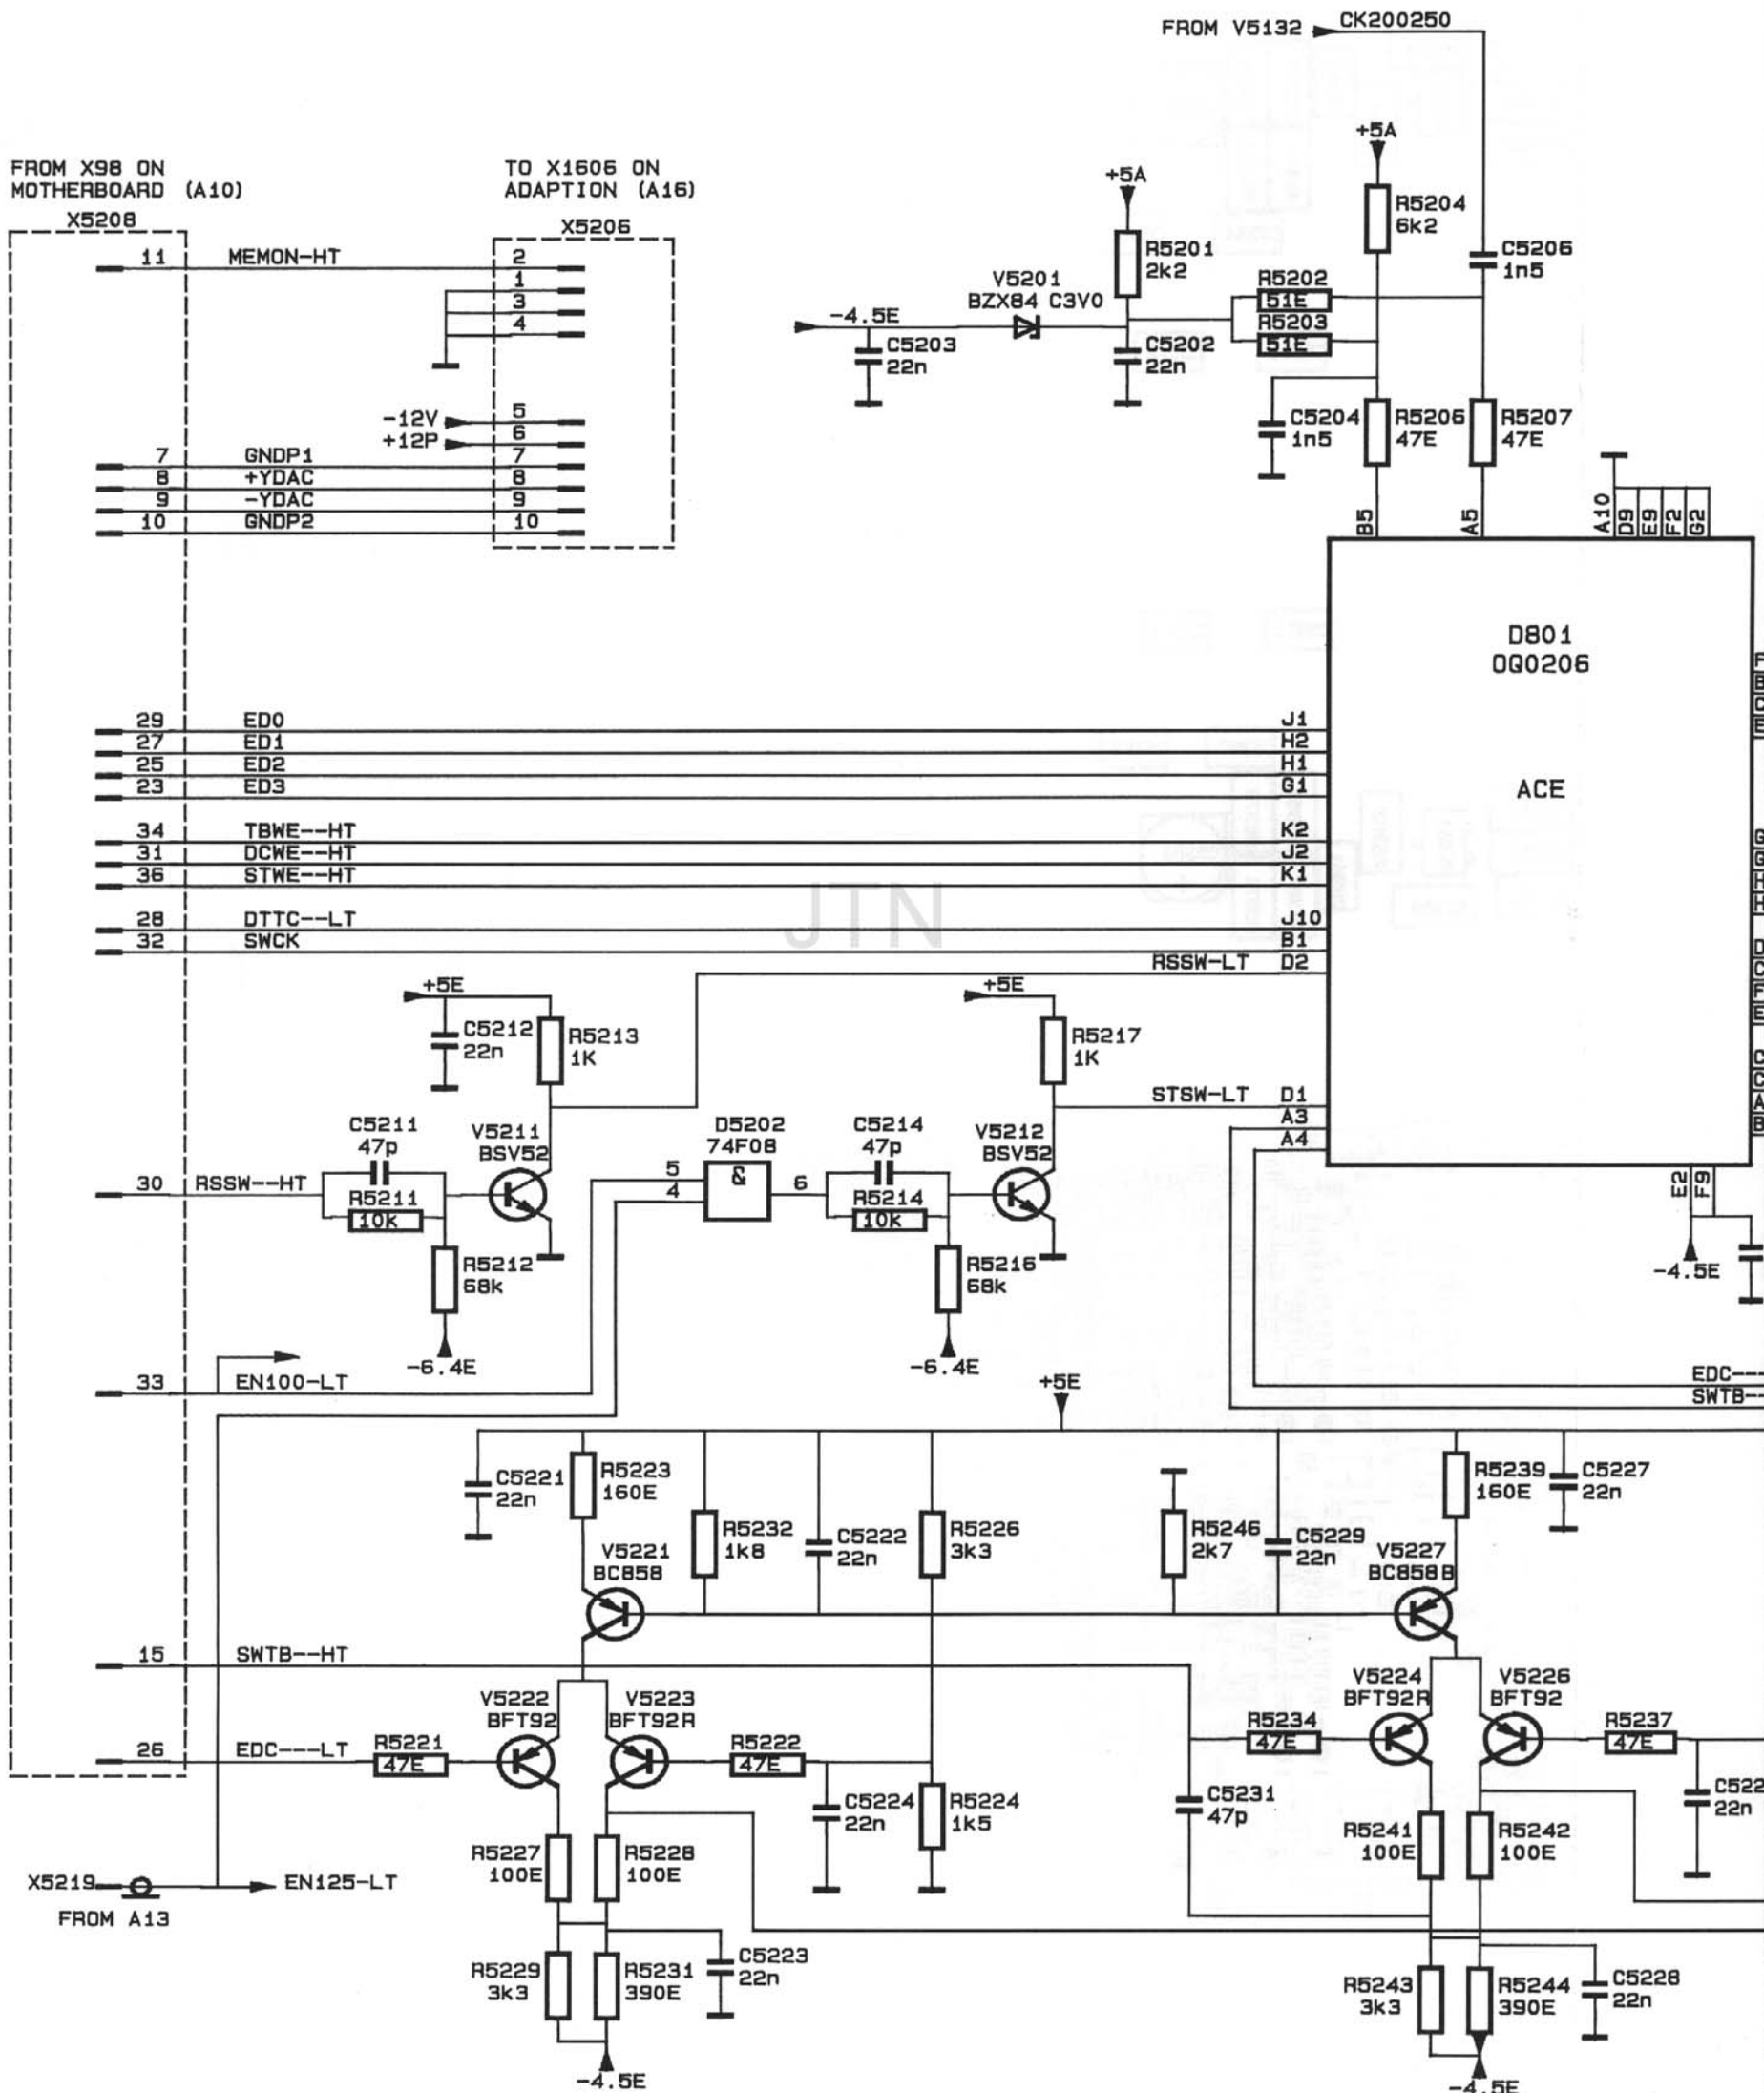 FROM V5132 CK200250
FROM X98 ON
MOTHERBOARD (A10)
X5208
TO X1606 ON
ADAPTION (A16)
X5206
11 MEMON-HT 2
1
3
4
-12V 5
+12P 6
7 GNDP1 7
8 +YDAC 8
9 -YDAC 9
10 GNDP2 10
+5A
+5A
R5204
6k2
R5201
2k2
C5206
1n5
V5201
BZX84 C3V0
R5202
51E
R5203
51E
-4.5E
C5203
22n
C5202
22n
C5204
1n5
R5206
47E
R5207
47E
B5
A5
A10
D9
E9
F2
G2
D801
OQ0206
ACE
29 ED0 J1
27 ED1 H2
25 ED2 H1
23 ED3 G1
34 TBWE--HT K2
31 DCWE--HT J2
36 STWE--HT K1
28 DTTC--LT J10
32 SWCK B1
RSSW-LT D2
JTN
+5E
C5212
22n
R5213
1K
+5E
R5217
1K
STSW-LT D1
A3
A4
C5211
47p
V5211
BSV52
D5202
74F08
&
5
4
6
C5214
47p
V5212
BSV52
30 RSSW--HT
R5211
10k
R5214
10k
R5212
68k
R5216
68k
-6.4E
-6.4E
E2
F9
-4.5E
33 EN100-LT
+5E
EDC--
SWTB--
C5221
22n
R5223
160E
R5232
1k8
C5222
22n
R5226
3k3
R5246
2k7
C5229
22n
R5239
160E
C5227
22n
V5221
BC858
V5227
BC858B
15 SWTB--HT
V5222
BFT92
V5223
BFT92R
V5224
BFT92R
V5226
BFT92
26 EDC---LT
R5221
47E
R5222
47E
R5234
47E
R5237
47E
C5224
22n
R5224
1k5
C5231
47p
C522
22n
R5227
100E
R5228
100E
R5241
100E
R5242
100E
X5219 EN125-LT
FROM A13
R5229
3k3
R5231
390E
C5223
22n
R5243
3k3
R5244
390E
C5228
22n
-4.5E
-4.5E